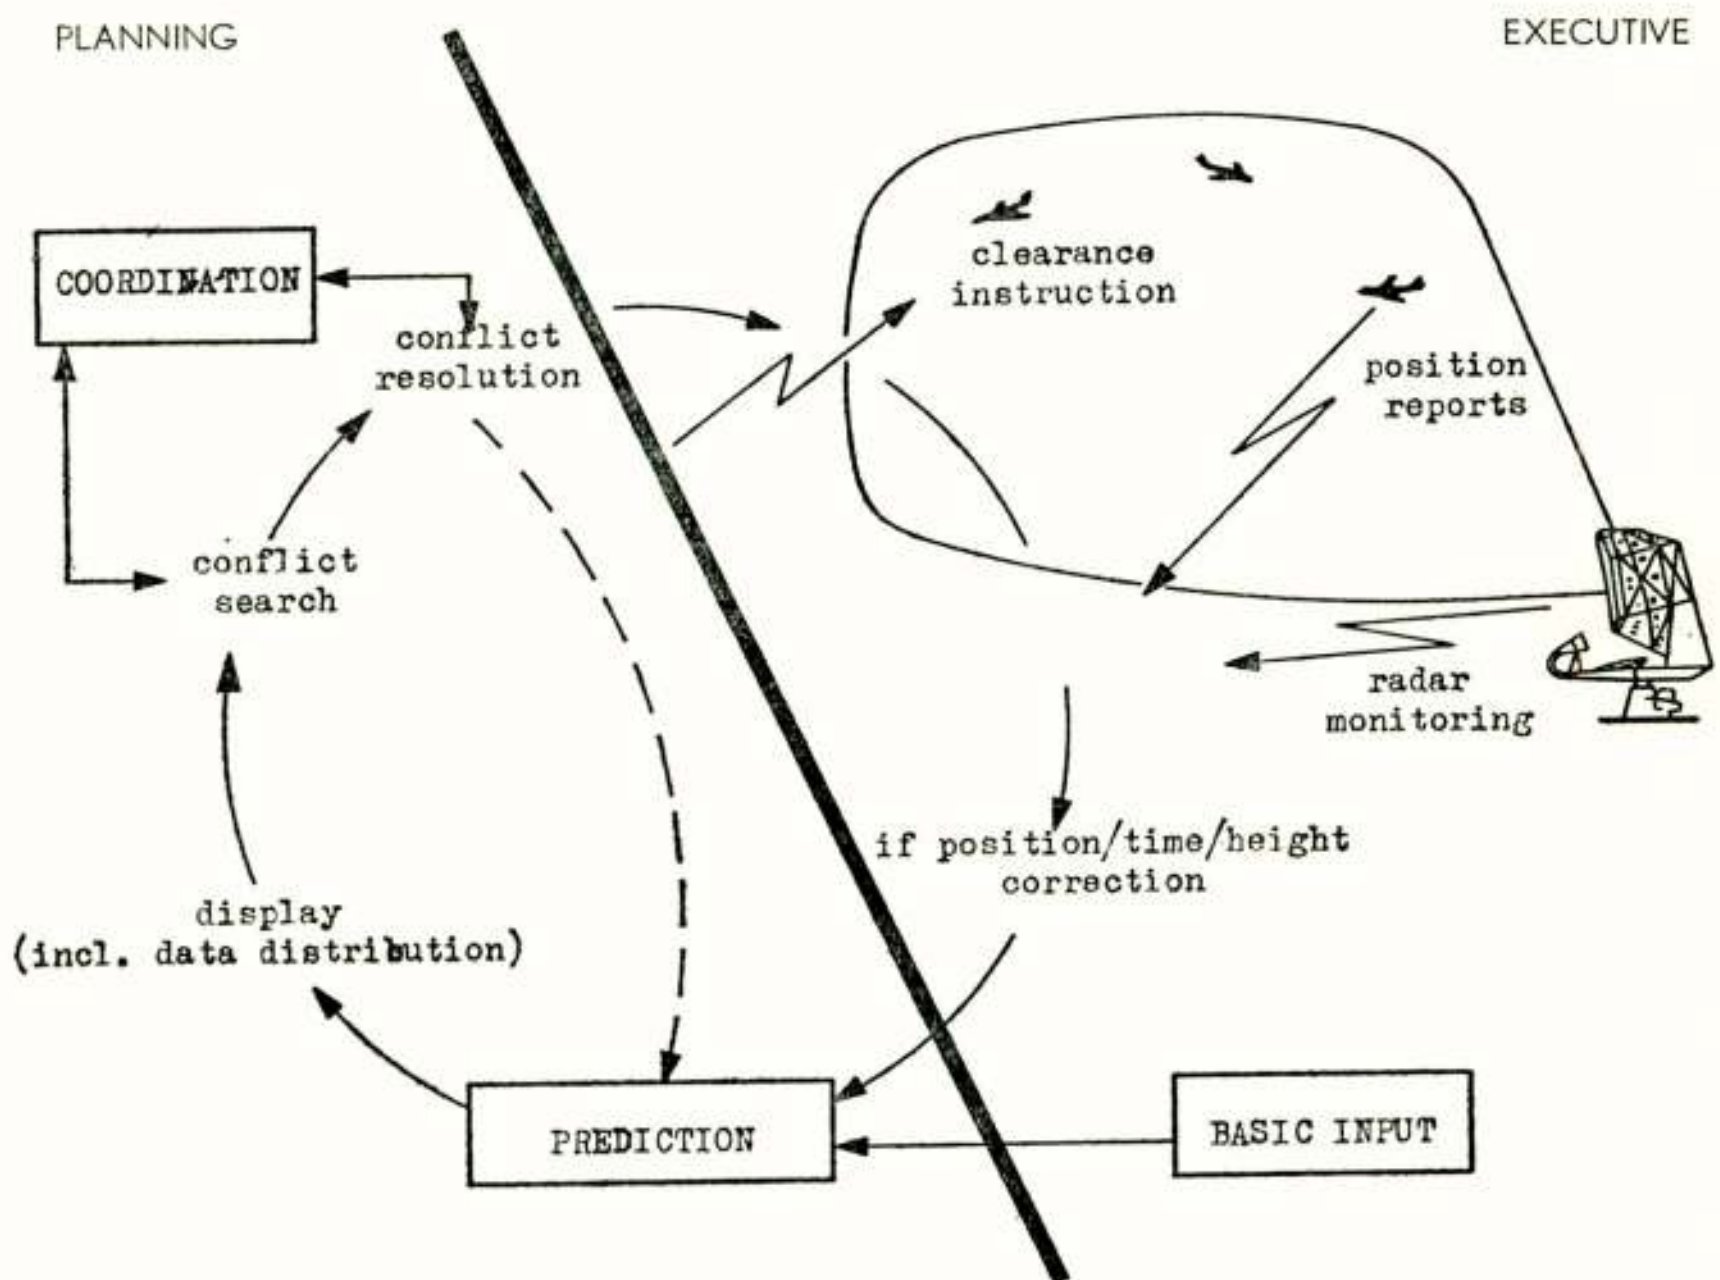 PLANNING
EXECUTIVE
clearance
instruction
COORDINATION
conflict
resolution
position
reports
conflict
search
radar
monitoring
if position/time/height
correction
display
(incl. data distribution)
PREDICTION
BASIC INPUT